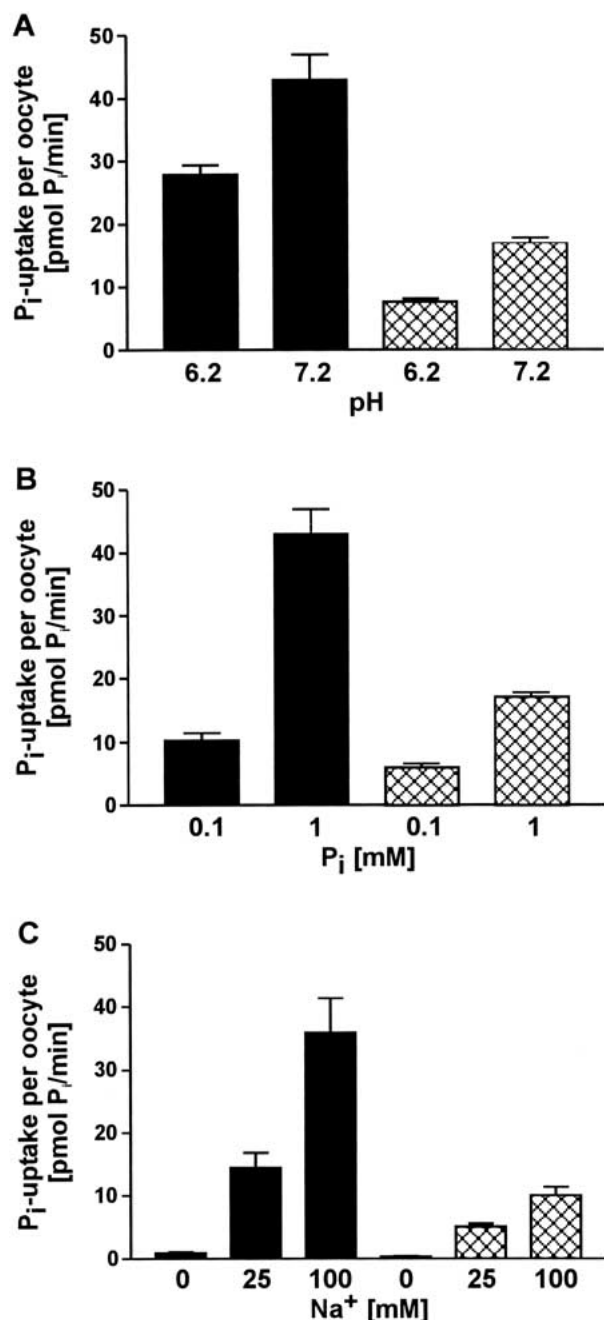 A
Pi-uptake per oocyte
[pmol Pi/min]
50
40
30
20
10
0
6.2 7.2 6.2 7.2
pH
B
Pi-uptake per oocyte
[pmol Pi/min]
50
40
30
20
10
0
0.1 1 0.1 1
Pi [mM]
C
Pi-uptake per oocyte
[pmol Pi/min]
50
40
30
20
10
0
0 25 100 0 25 100
Na+ [mM]